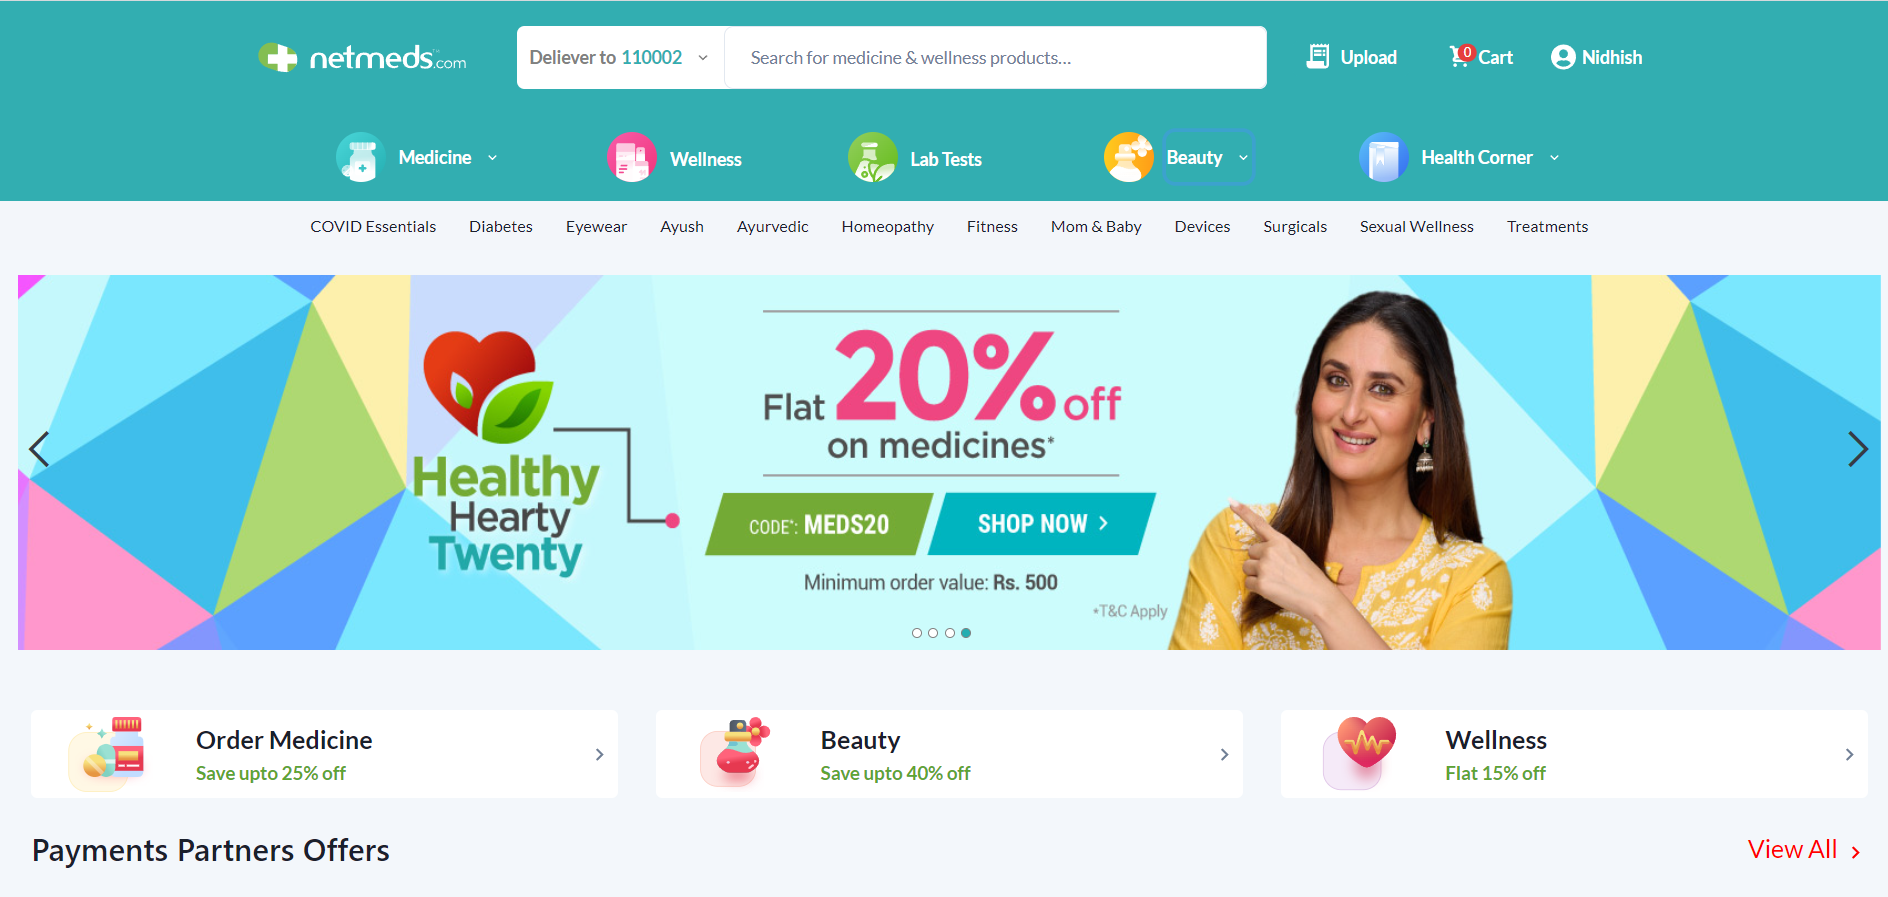 netmeds.com
Deliever to 110002
Search for medicine & wellness products...
Upload
0
Cart
Nidhish
Medicine
Wellness
Lab Tests
Beauty
Health Corner
COVID Essentials
Diabetes
Eyewear
Ayush
Ayurvedic
Homeopathy
Fitness
Mom & Baby
Devices
Surgicals
Sexual Wellness
Treatments
Healthy
Hearty
Twenty
Flat 20% off
on medicines*
CODE*: MEDS20
SHOP NOW
Minimum order value: Rs. 500
*T&C Apply
Order Medicine
Save upto 25% off
Beauty
Save upto 40% off
Wellness
Flat 15% off
Payments Partners Offers
View All